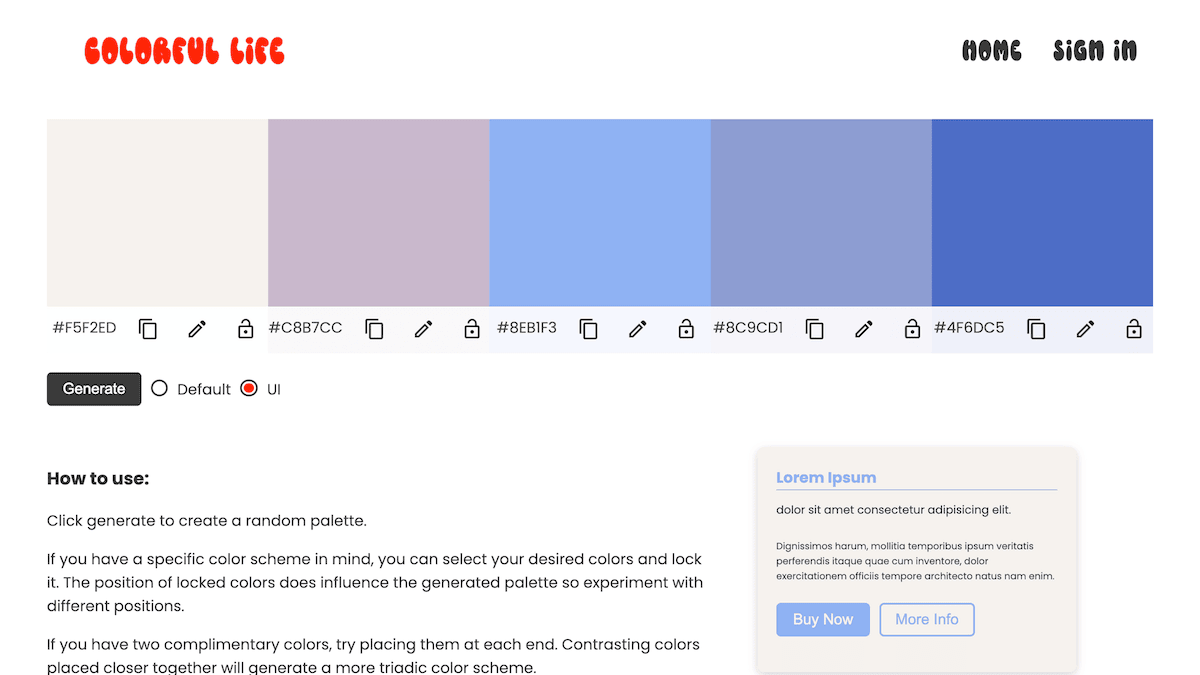 COLORFUL LIFE
HOME SIGN IN
#F5F2ED #C8B7CC #8EB1F3 #8C9CD1 #4F6DC5
Generate Default UI
How to use:
Click generate to create a random palette.
If you have a specific color scheme in mind, you can select your desired colors and lock
it. The position of locked colors does influence the generated palette so experiment with
different positions.
If you have two complimentary colors, try placing them at each end. Contrasting colors
placed closer together will generate a more triadic color scheme.
Lorem Ipsum
dolor sit amet consectetur adipisicing elit.
Dignissimos harum, mollitia temporibus ipsum veritatis
perferendis itaque quae cum inventore, dolor
exercitationem officiis tempore architecto natus nam enim.
Buy Now More Info